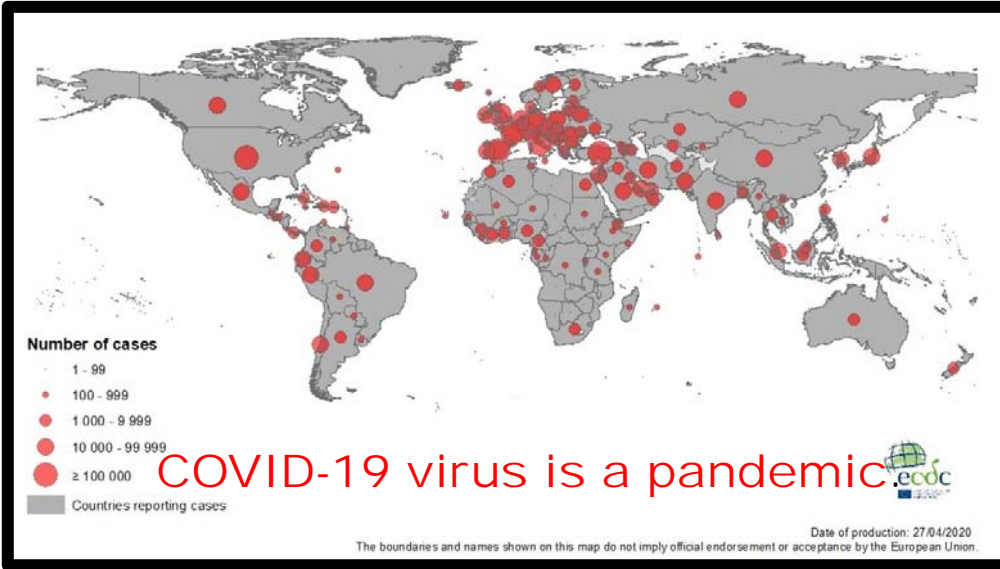 Number of cases
1 - 99
100 - 999
1 000 - 9 999
10 000 - 99 999
≥ 100 000
Countries reporting cases
COVID-19 virus is a pandemic.
ecdc
Date of production: 27/04/2020
The boundaries and names shown on this map do not imply official endorsement or acceptance by the European Union.